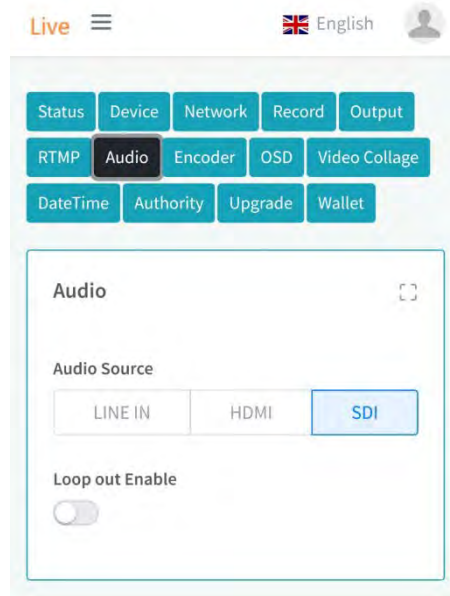 Live English
Status Device Network Record Output
RTMP Audio Encoder OSD Video Collage
DateTime Authority Upgrade Wallet
Audio
Audio Source
LINE IN HDMI SDI
Loop out Enable